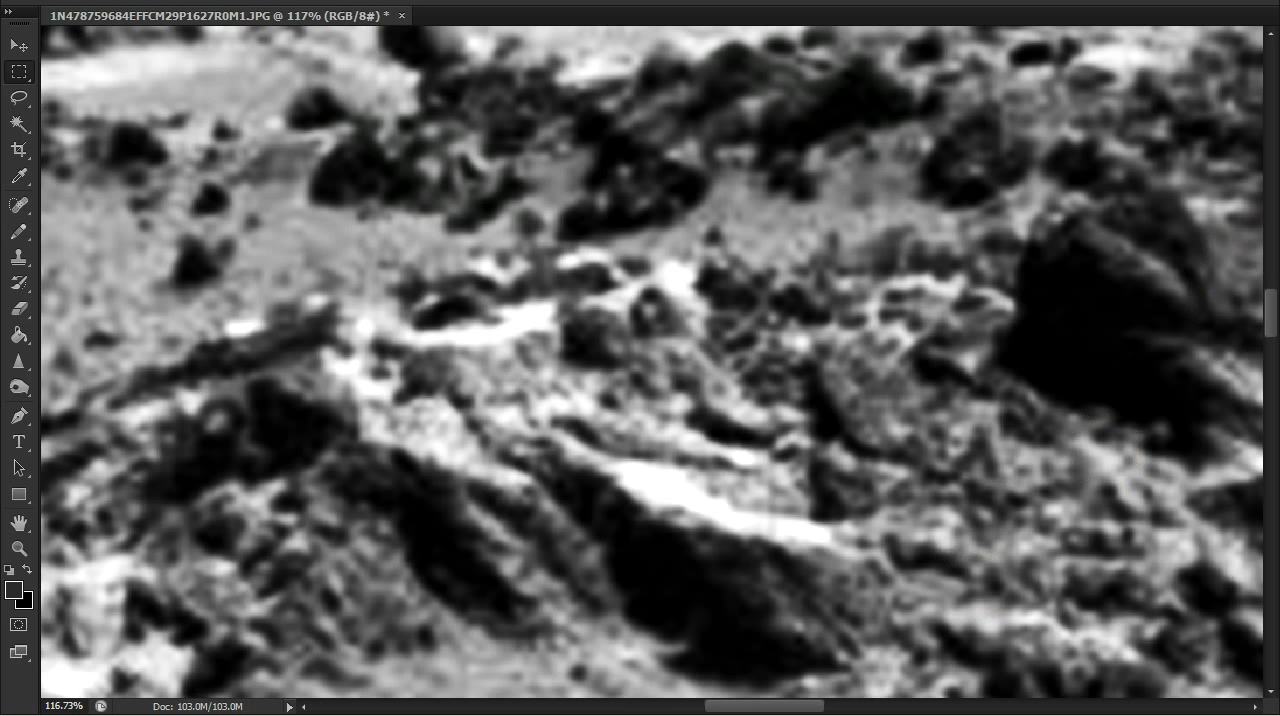 1N478759684EFFCM29P1627R0M1.JPG @ 117% (RGB/8#) *
T
116.73%
Doc: 103.0M/103.0M